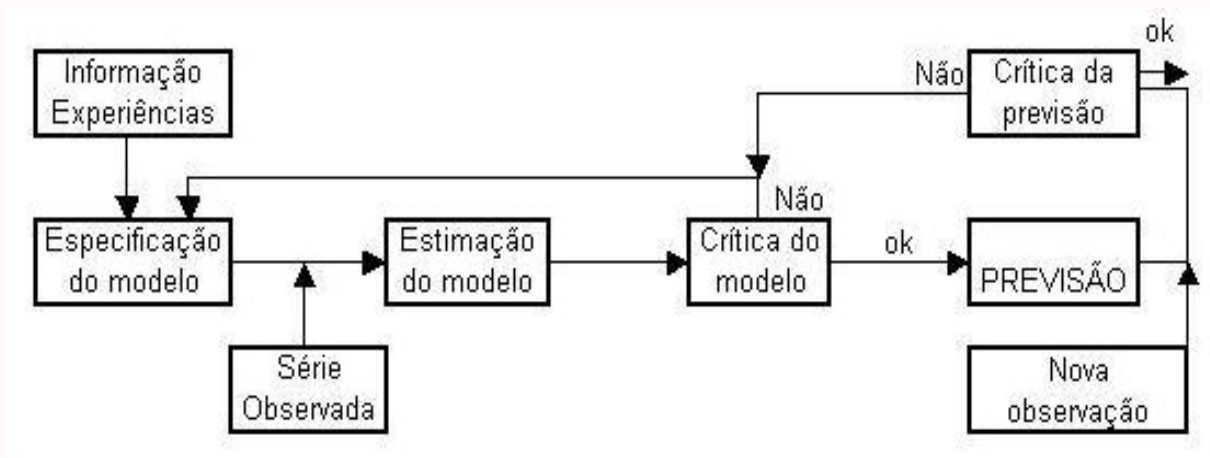 Informação
Experiências
Especificação
do modelo
Série
Observada
Estimação
do modelo
Crítica do
modelo
Não
ok
PREVISÃO
Nova
observação
Crítica da
previsão
Não
ok